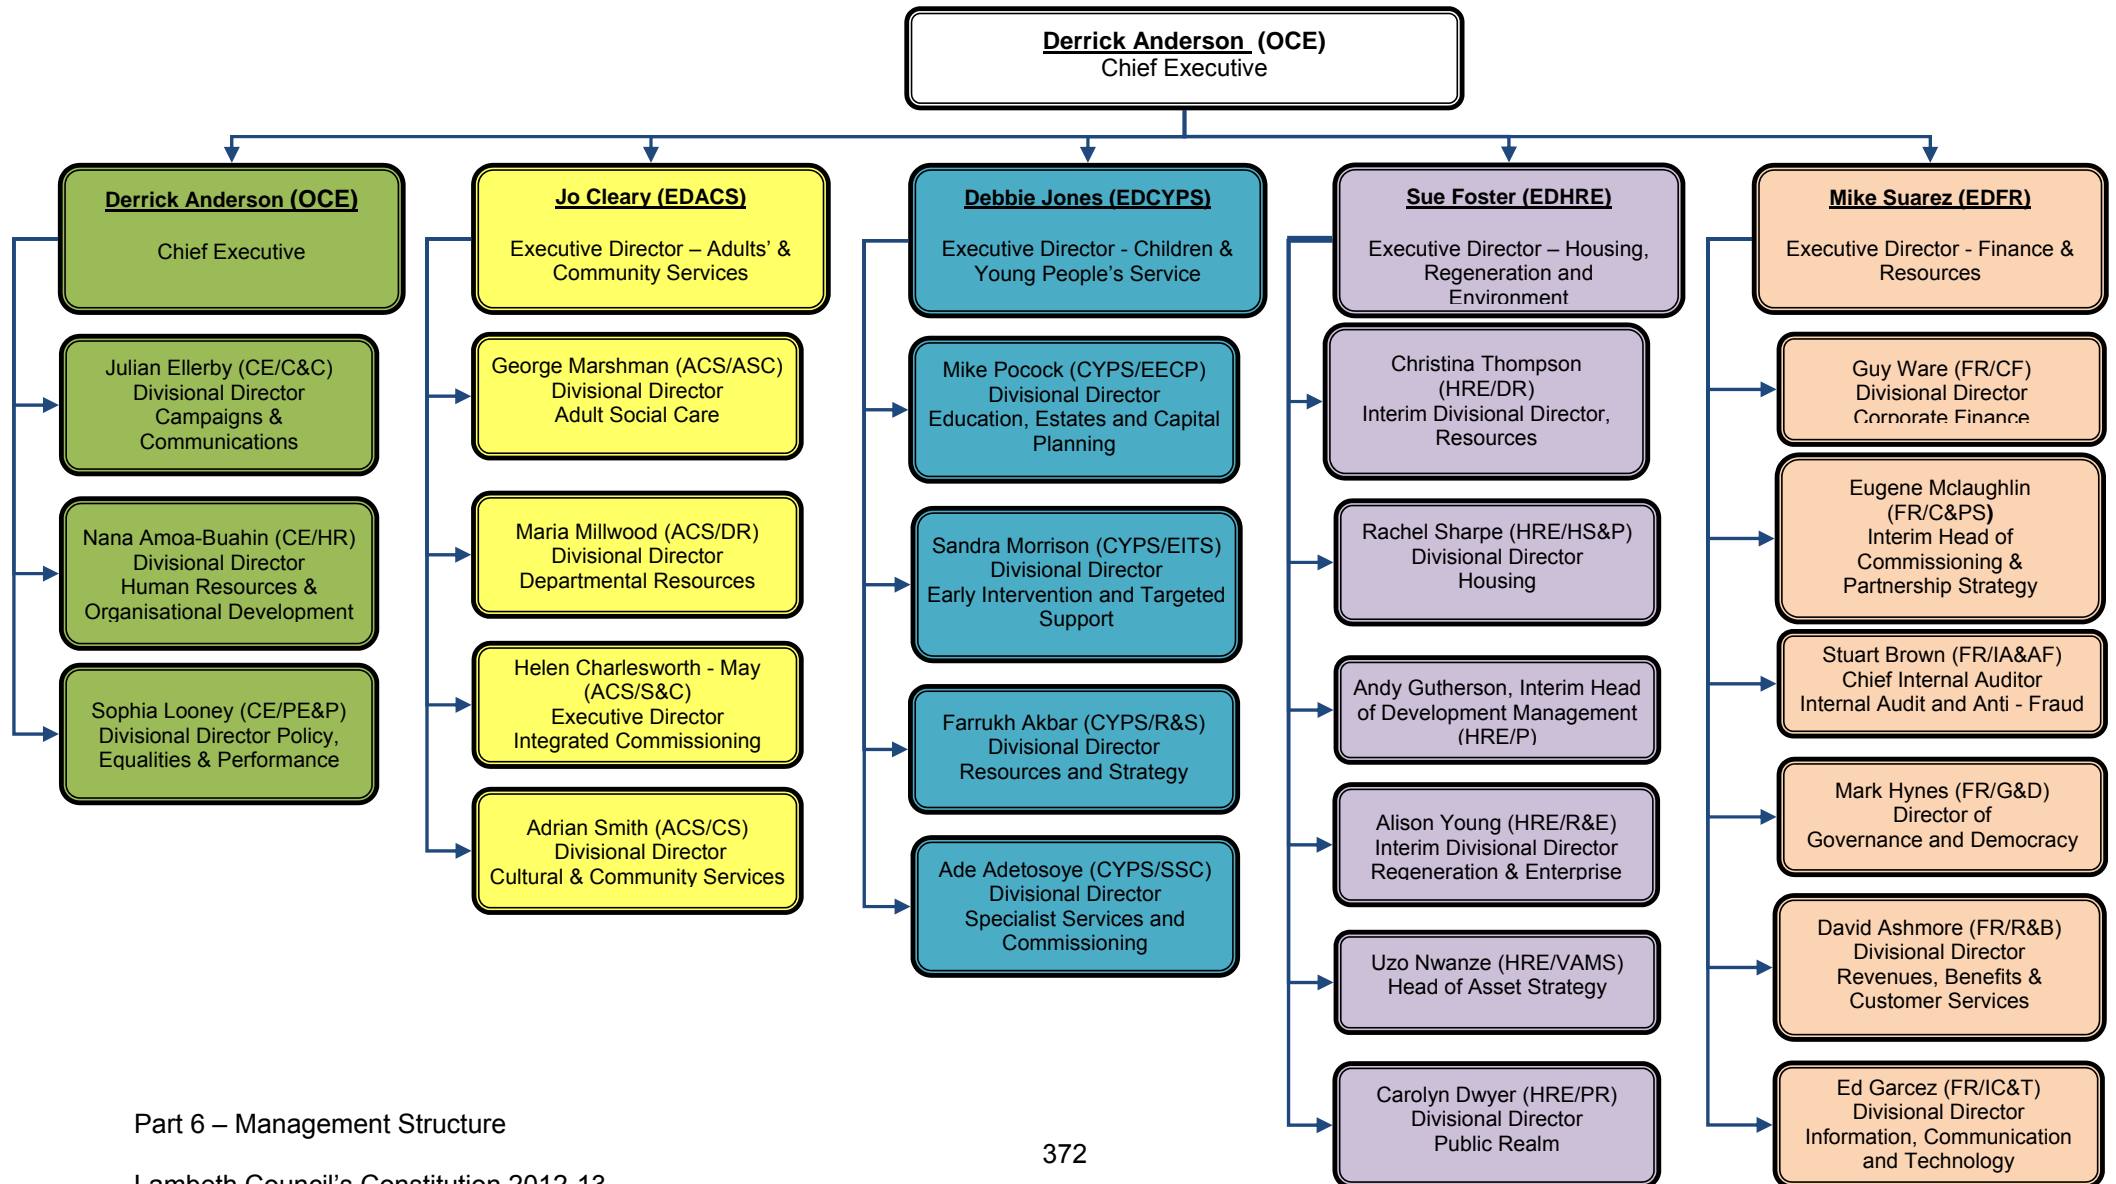 Derrick Anderson (OCE)
Chief Executive
Derrick Anderson (OCE)
Chief Executive
Julian Ellerby (CE/C&C)
Divisional Director
Campaigns &
Communications
Nana Amoa-Buahin (CE/HR)
Divisional Director
Human Resources &
Organisational Development
Sophia Looney (CE/PE&P)
Divisional Director Policy,
Equalities & Performance
Jo Cleary (EDACS)
Executive Director – Adults' &
Community Services
George Marshman (ACS/ASC)
Divisional Director
Adult Social Care
Maria Millwood (ACS/DR)
Divisional Director
Departmental Resources
Helen Charlesworth - May
(ACS/S&C)
Executive Director
Integrated Commissioning
Adrian Smith (ACS/CS)
Divisional Director
Cultural & Community Services
Debbie Jones (EDCYPS)
Executive Director - Children &
Young People's Service
Mike Pocock (CYPS/EECP)
Divisional Director
Education, Estates and Capital
Planning
Sandra Morrison (CYPS/EITS)
Divisional Director
Early Intervention and Targeted
Support
Farrukh Akbar (CYPS/R&S)
Divisional Director
Resources and Strategy
Ade Adetosoye (CYPS/SSC)
Divisional Director
Specialist Services and
Commissioning
Sue Foster (EDHRE)
Executive Director – Housing,
Regeneration and
Environment
Christina Thompson
(HRE/DR)
Interim Divisional Director,
Resources
Rachel Sharpe (HRE/HS&P)
Divisional Director
Housing
Andy Gutherson, Interim Head
of Development Management
(HRE/P)
Alison Young (HRE/R&E)
Interim Divisional Director
Regeneration & Enterprise
Uzo Nwanze (HRE/VAMS)
Head of Asset Strategy
Carolyn Dwyer (HRE/PR)
Divisional Director
Public Realm
Mike Suarez (EDFR)
Executive Director - Finance &
Resources
Guy Ware (FR/CF)
Divisional Director
Corporate Finance
Eugene Mclaughlin
(FR/C&PS)
Interim Head of
Commissioning &
Partnership Strategy
Stuart Brown (FR/IA&AF)
Chief Internal Auditor
Internal Audit and Anti - Fraud
Mark Hynes (FR/G&D)
Director of
Governance and Democracy
David Ashmore (FR/R&B)
Divisional Director
Revenues, Benefits &
Customer Services
Ed Garcez (FR/IC&T)
Divisional Director
Information, Communication
and Technology
Part 6 – Management Structure
372
Lambeth Council's Constitution 2012-13